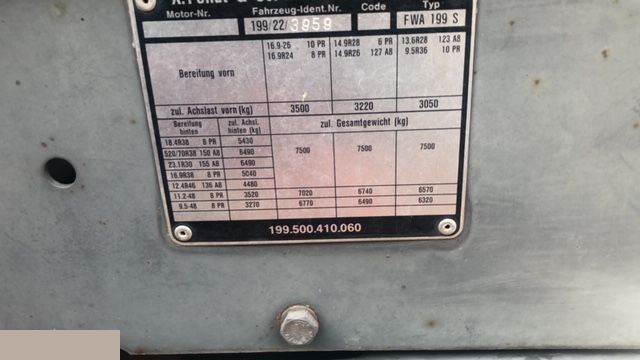 X.Fendt &
Motor-Nr. Fahrzeug-Ident.Nr. Code Typ
199/22/3959 FWA 199 S
Bereifung vorn
16.9-26 10 PR 14.9R28 6 PR 13.6R28 123 A8
16.9R24 8 PR 14.9R26 127 A8 9.5R36 10 PR
zul. Achslast vorn (kg) 3500 3220 3050
Bereifung hinten zul. Achsl. hinten (kg) zul. Gesamtgewicht (kg)
18.4R38 6 PR 5430
520/70R38 150 A8 6490 7500 7500 7500
23.1R30 155 A8 6490
16.9R38 8 PR 5040
12.4R46 136 A8 4480
11.2-48 8 PR 3520 7020 6740 6570
9.5-48 8 PR 3270 6770 6490 6320
199.500.410.060